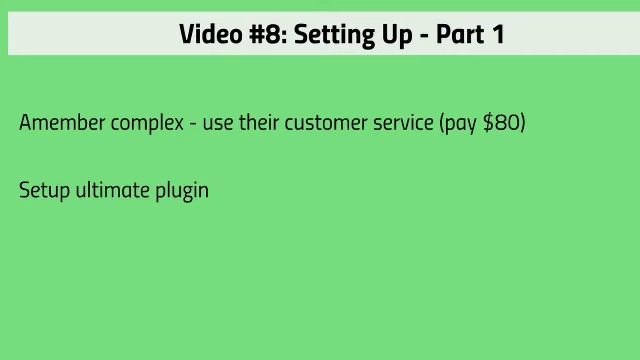 Video #8: Setting Up - Part 1
Amember complex - use their customer service (pay $80)
Setup ultimate plugin